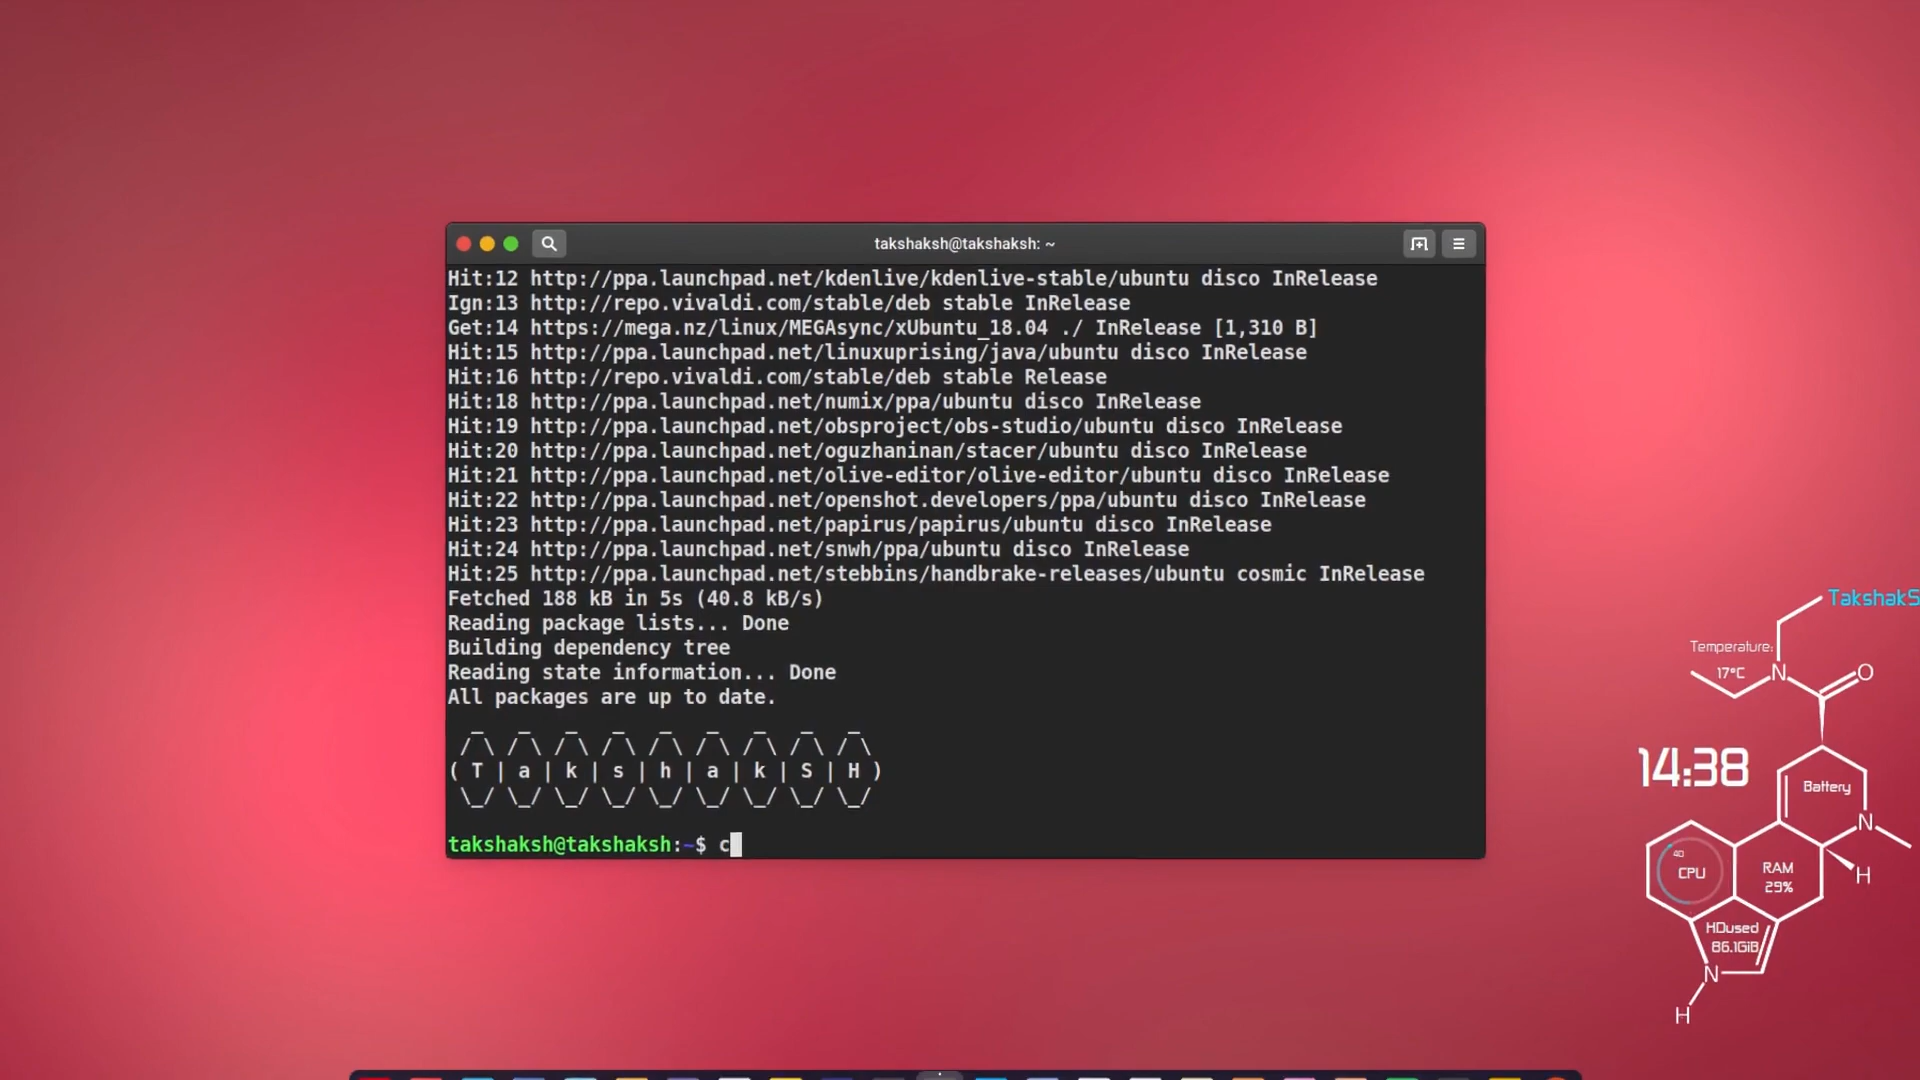 takshaksh@takshaksh: ~
Hit:12 http://ppa.launchpad.net/kdenlive/kdenlive-stable/ubuntu disco InRelease
Ign:13 http://repo.vivaldi.com/stable/deb stable InRelease
Get:14 https://mega.nz/linux/MEGAsync/xUbuntu_18.04 ./ InRelease [1,310 B]
Hit:15 http://ppa.launchpad.net/linuxuprising/java/ubuntu disco InRelease
Hit:16 http://repo.vivaldi.com/stable/deb stable Release
Hit:18 http://ppa.launchpad.net/numix/ppa/ubuntu disco InRelease
Hit:19 http://ppa.launchpad.net/obsproject/obs-studio/ubuntu disco InRelease
Hit:20 http://ppa.launchpad.net/oguzhaninan/stacer/ubuntu disco InRelease
Hit:21 http://ppa.launchpad.net/olive-editor/olive-editor/ubuntu disco InRelease
Hit:22 http://ppa.launchpad.net/openshot.developers/ppa/ubuntu disco InRelease
Hit:23 http://ppa.launchpad.net/papirus/papirus/ubuntu disco InRelease
Hit:24 http://ppa.launchpad.net/snwh/ppa/ubuntu disco InRelease
Hit:25 http://ppa.launchpad.net/stebbins/handbrake-releases/ubuntu cosmic InRelease
Fetched 188 kB in 5s (40.8 kB/s)
Reading package lists... Done
Building dependency tree
Reading state information... Done
All packages are up to date.
( T | a | k | s | h | a | k | S | H )
takshaksh@takshaksh:~$ c
TakshakS
Temperature:
17°C
N
O
14:38
Battery
N
H
40
CPU
RAM
29%
HDused
86.1GiB
N
H